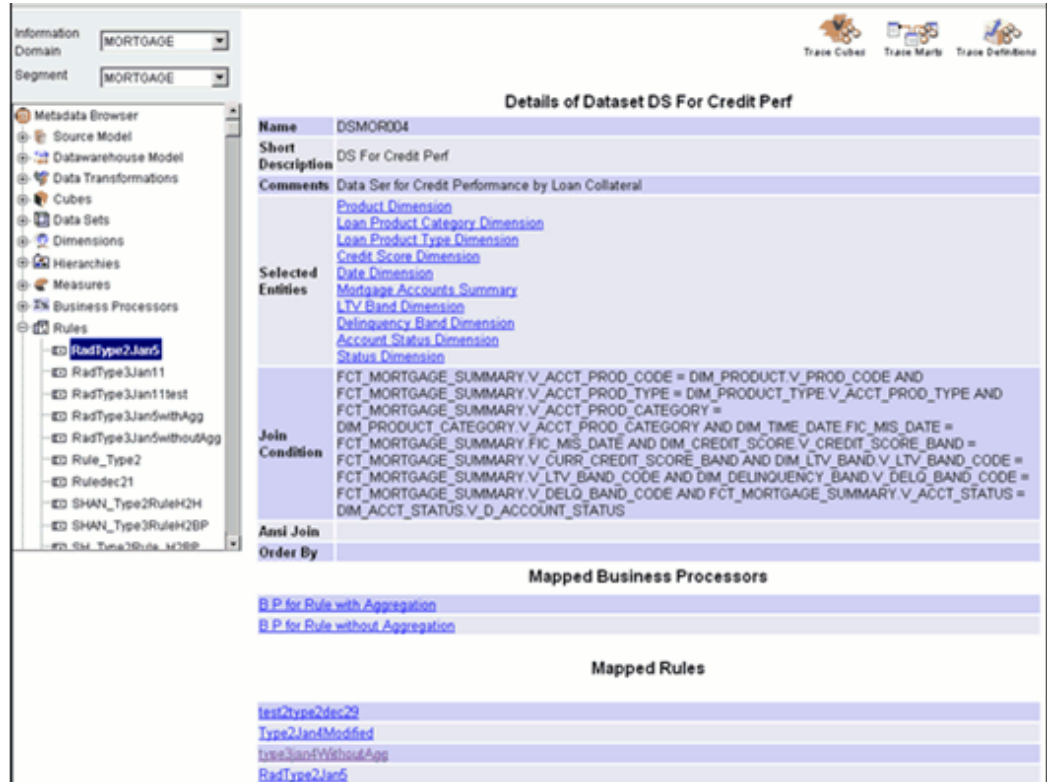 Information
Domain
MORTGAGE
Segment
MORTGAGE
Trace Cubes
Trace Marts
Trace Definitions
Metadata Browser
Source Model
Datawarehouse Model
Data Transformations
Cubes
Data Sets
Dimensions
Hierarchies
Measures
Business Processors
Rules
RadType2Jan5
RadType3Jan11
RadType3Jan11test
RadType3Jan5withAgg
RadType3Jan5withoutAgg
Rule_Type2
Ruledec21
SHAN_Type2RuleH2H
SHAN_Type3RuleH2BP
Details of Dataset DS For Credit Perf
Name DSMOR004
Short
Description DS For Credit Perf
Comments Data Ser for Credit Performance by Loan Collateral
Selected
Entities
Product Dimension
Loan Product Category Dimension
Loan Product Type Dimension
Credit Score Dimension
Date Dimension
Mortgage Accounts Summary
LTV Band Dimension
Delinquency Band Dimension
Account Status Dimension
Status Dimension
Join
Condition
FCT_MORTGAGE_SUMMARY.V_ACCT_PROD_CODE = DIM_PRODUCT.V_PROD_CODE AND
FCT_MORTGAGE_SUMMARY.V_ACCT_PROD_TYPE = DIM_PRODUCT_TYPE.V_ACCT_PROD_TYPE AND
FCT_MORTGAGE_SUMMARY.V_ACCT_PROD_CATEGORY =
DIM_PRODUCT_CATEGORY.V_ACCT_PROD_CATEGORY AND DIM_TIME_DATE.FIC_MIS_DATE =
FCT_MORTGAGE_SUMMARY.FIC_MIS_DATE AND DIM_CREDIT_SCORE.V_CREDIT_SCORE_BAND =
FCT_MORTGAGE_SUMMARY.V_CURR_CREDIT_SCORE_BAND AND DIM_LTV_BAND.V_LTV_BAND_CODE =
FCT_MORTGAGE_SUMMARY.V_LTV_BAND_CODE AND DIM_DELINQUENCY_BAND.V_DELQ_BAND_CODE =
FCT_MORTGAGE_SUMMARY.V_DELQ_BAND_CODE AND FCT_MORTGAGE_SUMMARY.V_ACCT_STATUS =
DIM_ACCT_STATUS.V_D_ACCOUNT_STATUS
Ansi Join
Order By
Mapped Business Processors
B P for Rule with Aggregation
B P for Rule without Aggregation
Mapped Rules
test2type2dec29
Type2Jan4Modified
type3jan4WithoutAgg
RadType2Jan5